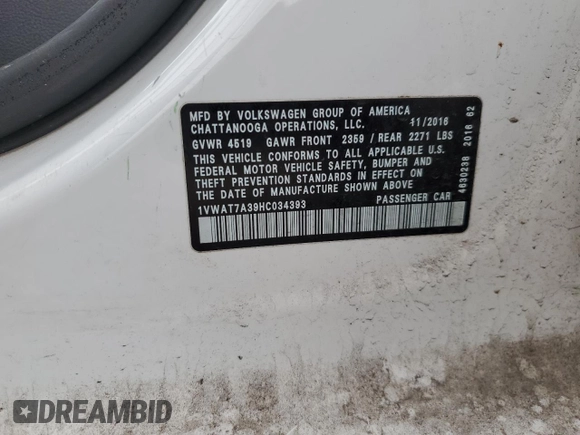 MFD BY VOLKSWAGEN GROUP OF AMERICA
CHATTANOOGA OPERATIONS, LLC. 11/2016
GVWR 4519 GAWR FRONT 2359 / REAR 2271 LBS
THIS VEHICLE CONFORMS TO ALL APPLICABLE U.S.
FEDERAL MOTOR VEHICLE SAFETY, BUMPER AND
THEFT PREVENTION STANDARDS IN EFFECT ON
THE DATE OF MANUFACTURE SHOWN ABOVE.
1VWAT7A39HC034393 PASSENGER CAR
4630238 2016 62
DREAMBID